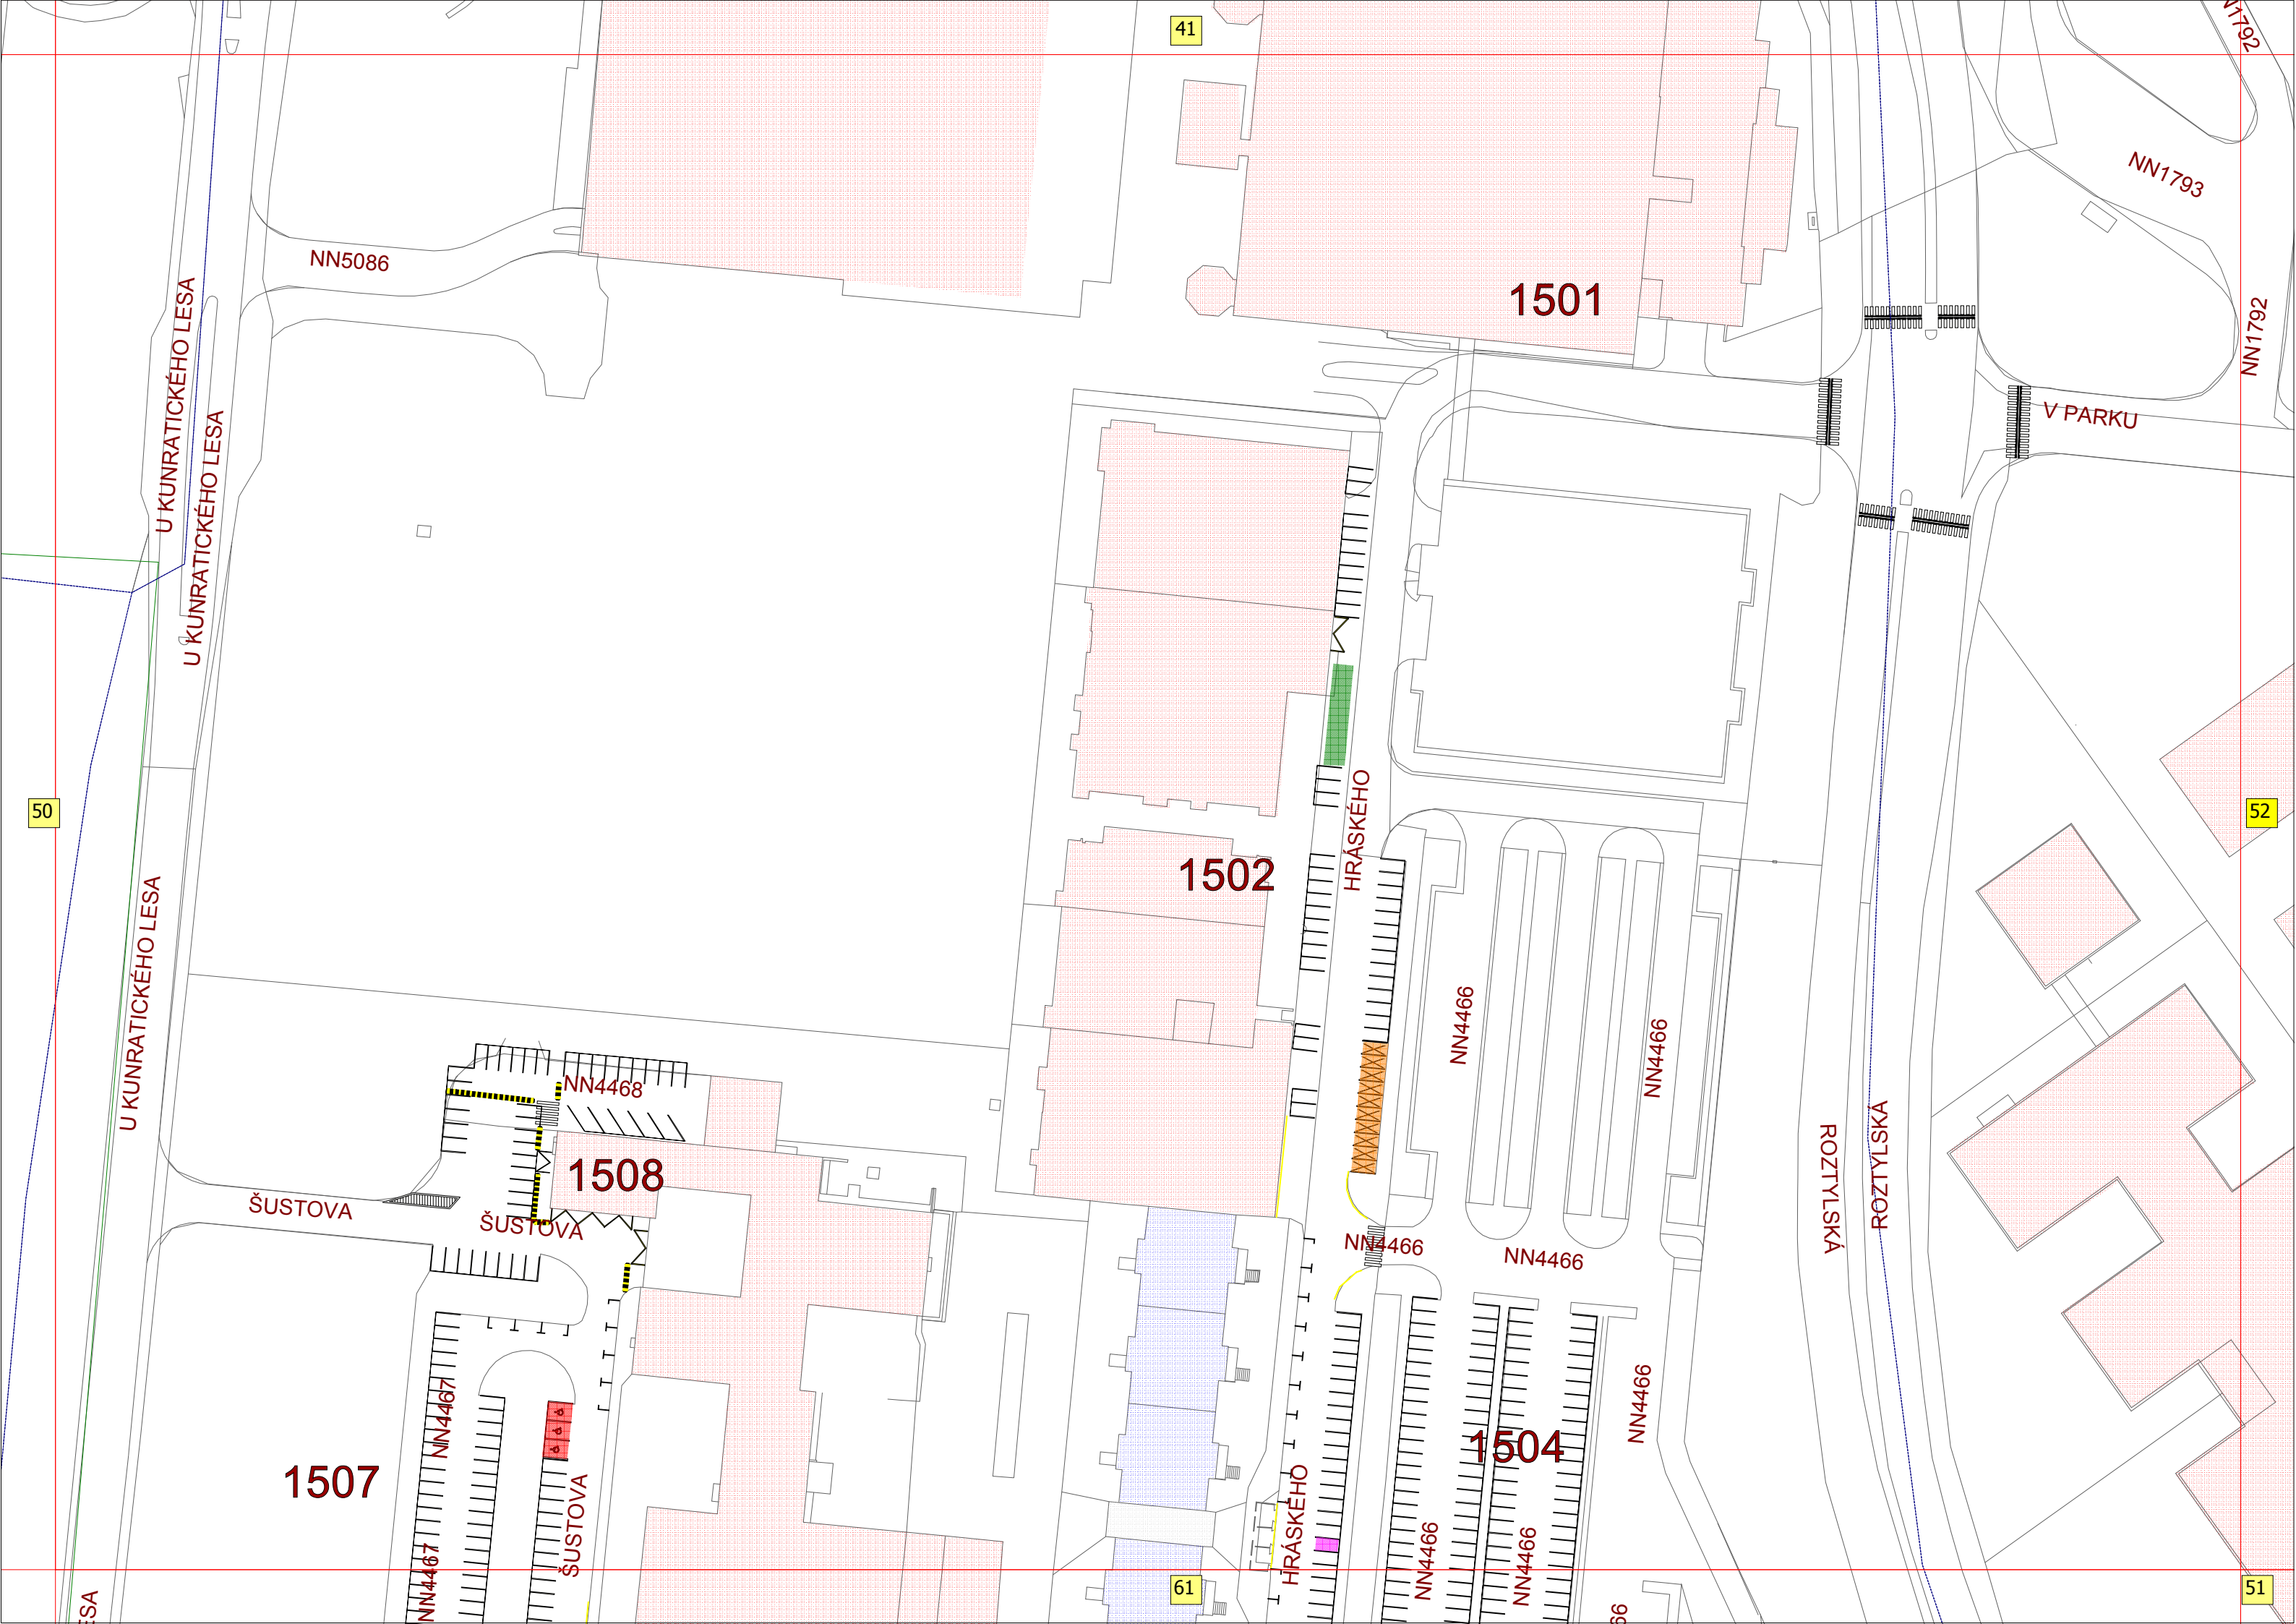 41
NN1792
NN1793
NN5086
1501
U KUNRATICKÉHO LESA
NN1792
V PARKU
U KUNRATICKÉHO LESA
50
HRÁSKÉHO
52
1502
U KUNRATICKÉHO LESA
NN4466
NN4466
NN4468
1508
ROZTYLSKÁ
ROZTYLSKÁ
ŠUSTOVA
ŠUSTOVA
NN4466
NN4466
NN4467
NN4466
1504
1507
ŠUSTOVA
HRÁSKÉHO
NN4467
NN4466
NN4466
61
51
ESA
66